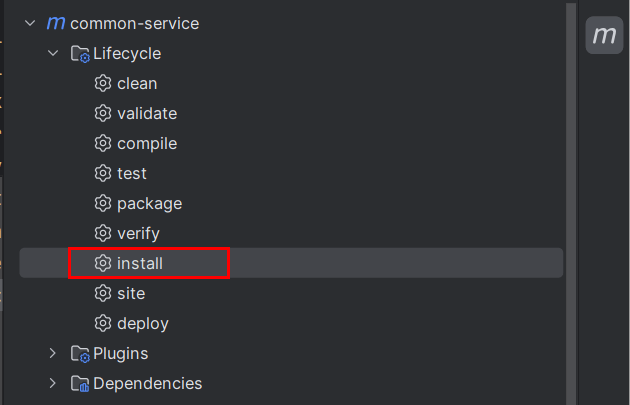 m common-service
Lifecycle
clean
validate
compile
test
package
verify
install
site
deploy
Plugins
Dependencies
m